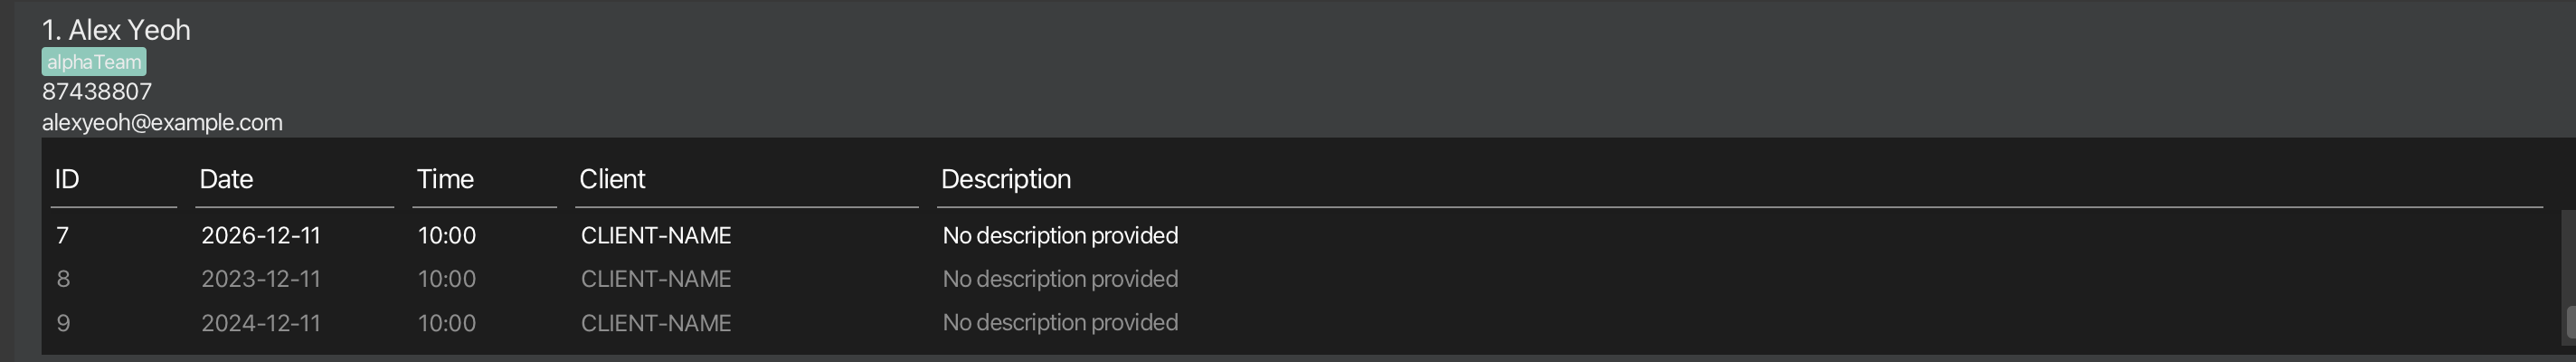 1. Alex Yeoh
alphaTeam
87438807
alexyeoh@example.com
ID Date Time Client Description
7 2026-12-11 10:00 CLIENT-NAME No description provided
8 2023-12-11 10:00 CLIENT-NAME No description provided
9 2024-12-11 10:00 CLIENT-NAME No description provided